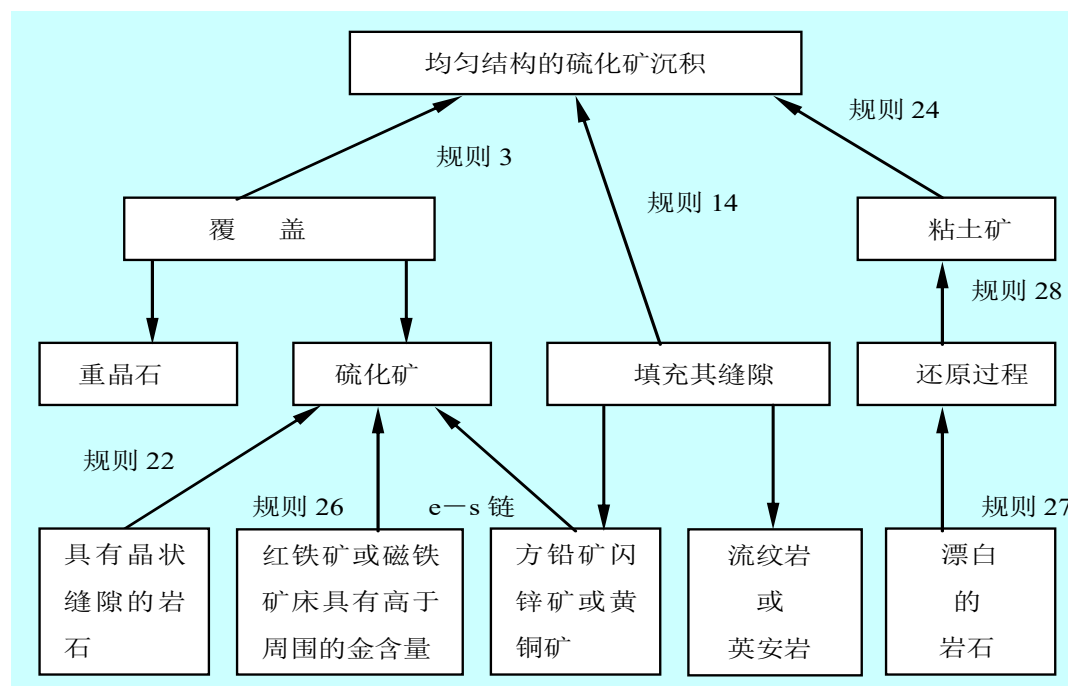 均匀结构的硫化矿沉积
规则 24
规则 3
规则 14
覆 盖
粘土矿
规则 28
重晶石
硫化矿
填充其缝隙
还原过程
规则 22
规则 26
e－s 链
规则 27
具有晶状
缝隙的岩
石
红铁矿或磁铁
矿床具有高于
周围的金含量
方铅矿闪
锌矿或黄
铜矿
流纹岩
或
英安岩
漂白
的
岩石